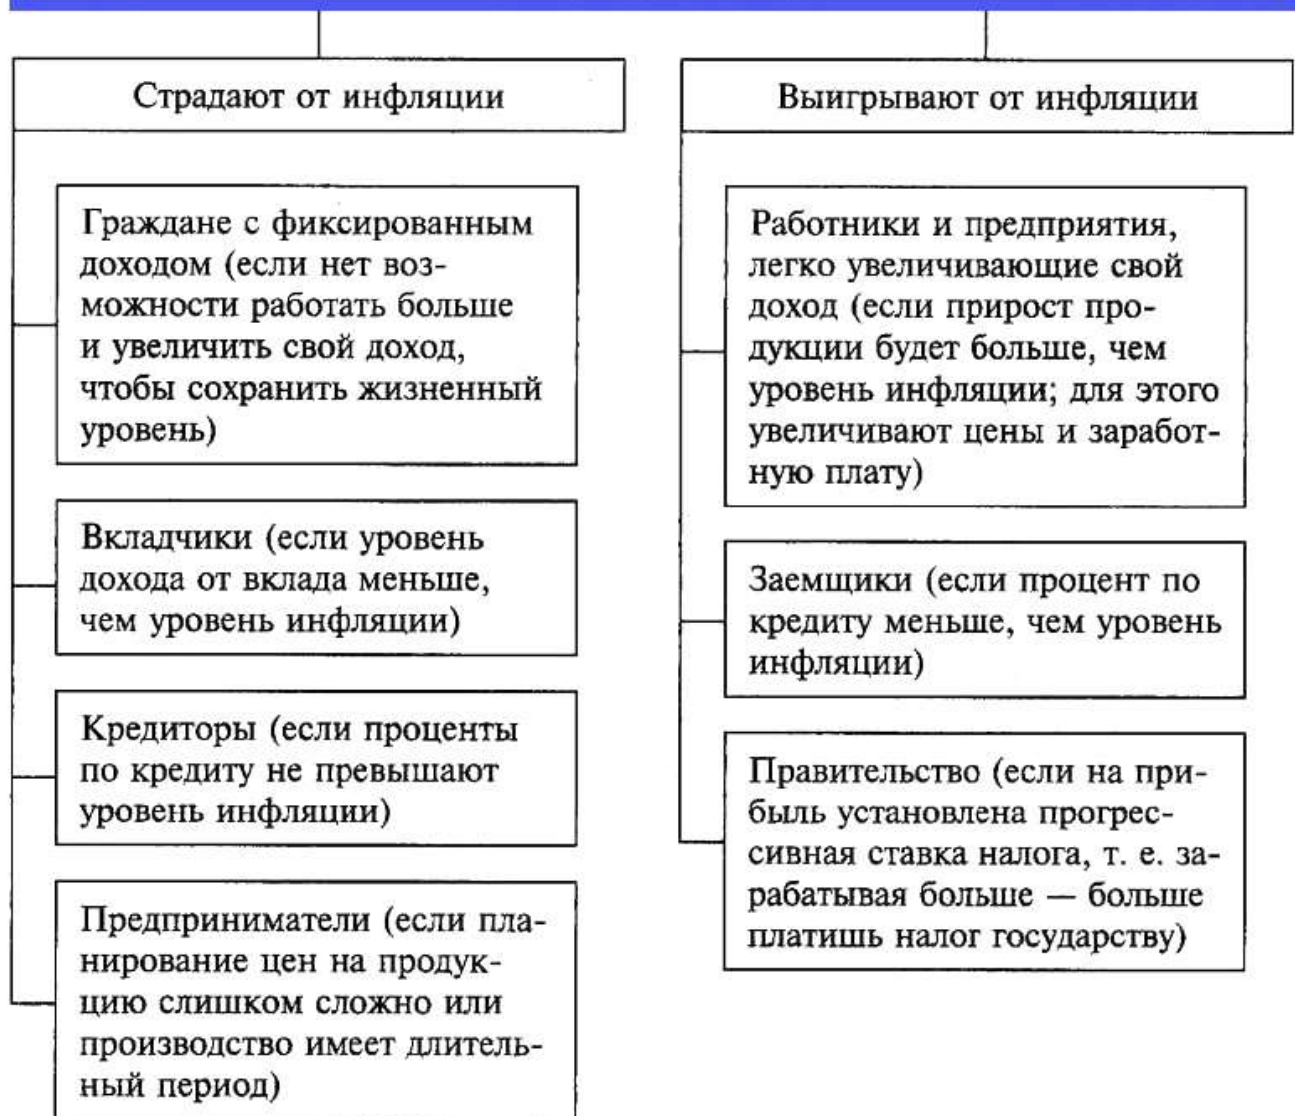 Страдают от инфляции
Граждане с фиксированным
доходом (если нет воз-
можности работать больше
и увеличить свой доход,
чтобы сохранить жизненный
уровень)
Вкладчики (если уровень
дохода от вклада меньше,
чем уровень инфляции)
Кредиторы (если проценты
по кредиту не превышают
уровень инфляции)
Предприниматели (если пла-
нирование цен на продук-
цию слишком сложно или
производство имеет длитель-
ный период)
Выигрывают от инфляции
Работники и предприятия,
легко увеличивающие свой
доход (если прирост про-
дукции будет больше, чем
уровень инфляции; для этого
увеличивают цены и заработ-
ную плату)
Заемщики (если процент по
кредиту меньше, чем уровень
инфляции)
Правительство (если на при-
быль установлена прогрес-
сивная ставка налога, т. е. за-
рабатывая больше — больше
платишь налог государству)